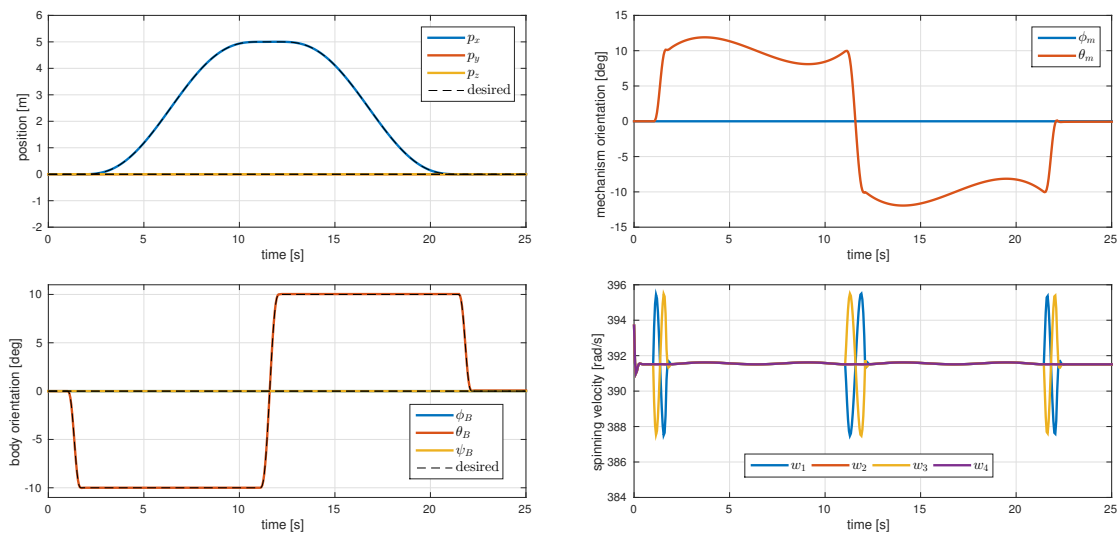 position [m]
6
5
4
3
2
1
0
-1
-2
0 5 10 15 20 25
time [s]
p_x
p_y
p_z
desired
mechanism orientation [deg]
15
10
5
0
-5
-10
-15
0 5 10 15 20 25
time [s]
ϕ_m
θ_m
body orientation [deg]
10
5
0
-5
-10
0 5 10 15 20 25
time [s]
ϕ_B
θ_B
ψ_B
desired
spinning velocity [rad/s]
396
394
392
390
388
386
384
0 5 10 15 20 25
time [s]
w_1 w_2 w_3 w_4